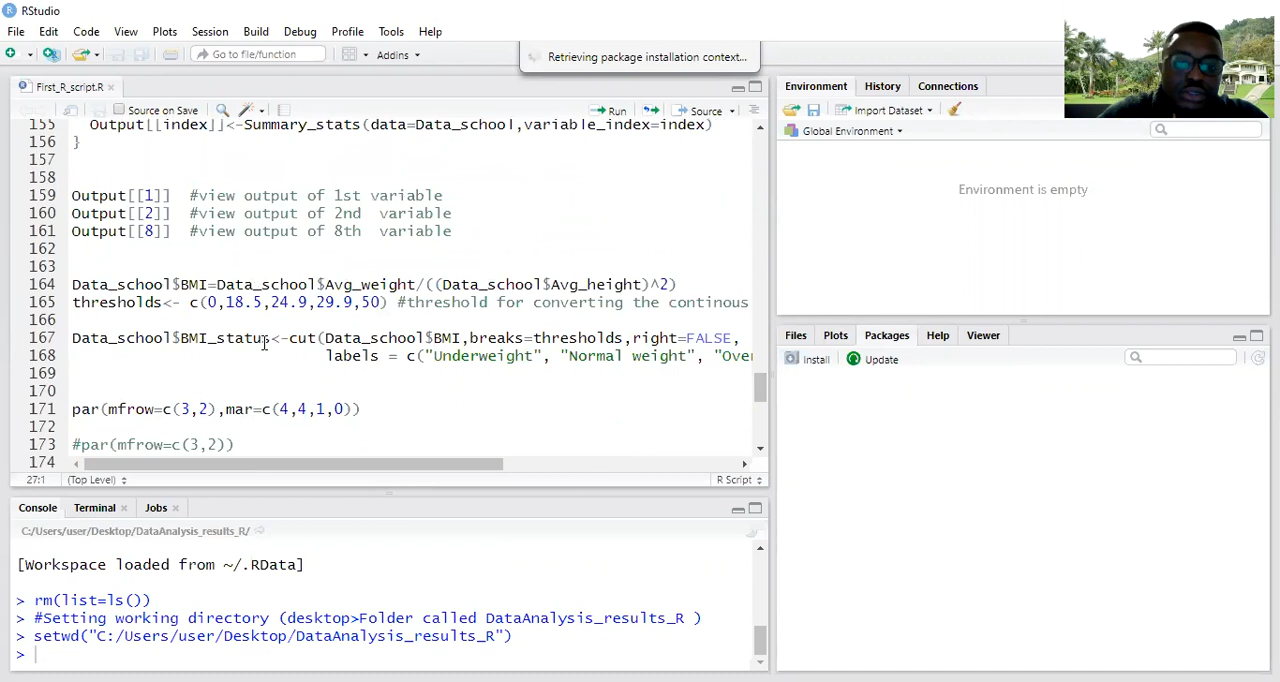 RStudio
File Edit Code View Plots Session Build Debug Profile Tools Help
Go to file/function Addins
Retrieving package installation context...
First_R_script.R
Source on Save Run Source
155 Output[[index]]<-Summary_stats(data=Data_school,variable_index=index)
156 }
157
158
159 Output[[1]] #view output of 1st variable
160 Output[[2]] #view output of 2nd variable
161 Output[[8]] #view output of 8th variable
162
163
164 Data_school$BMI=Data_school$Avg_weight/((Data_school$Avg_height)^2)
165 thresholds<- c(0,18.5,24.9,29.9,50) #threshold for converting the continous
166
167 Data_school$BMI_status<-cut(Data_school$BMI,breaks=thresholds,right=FALSE,
168 labels = c("Underweight", "Normal weight", "Over
169
170
171 par(mfrow=c(3,2),mar=c(4,4,1,0))
172
173 #par(mfrow=c(3,2))
174
27:1 (Top Level) R Script
Console Terminal Jobs
C:/Users/user/Desktop/DataAnalysis_results_R/
[Workspace loaded from ~/.RData]
> rm(list=ls())
> #Setting working directory (desktop>Folder called DataAnalysis_results_R )
> setwd("C:/Users/user/Desktop/DataAnalysis_results_R")
>
Environment History Connections
Import Dataset
Global Environment
Environment is empty
Files Plots Packages Help Viewer
Install Update